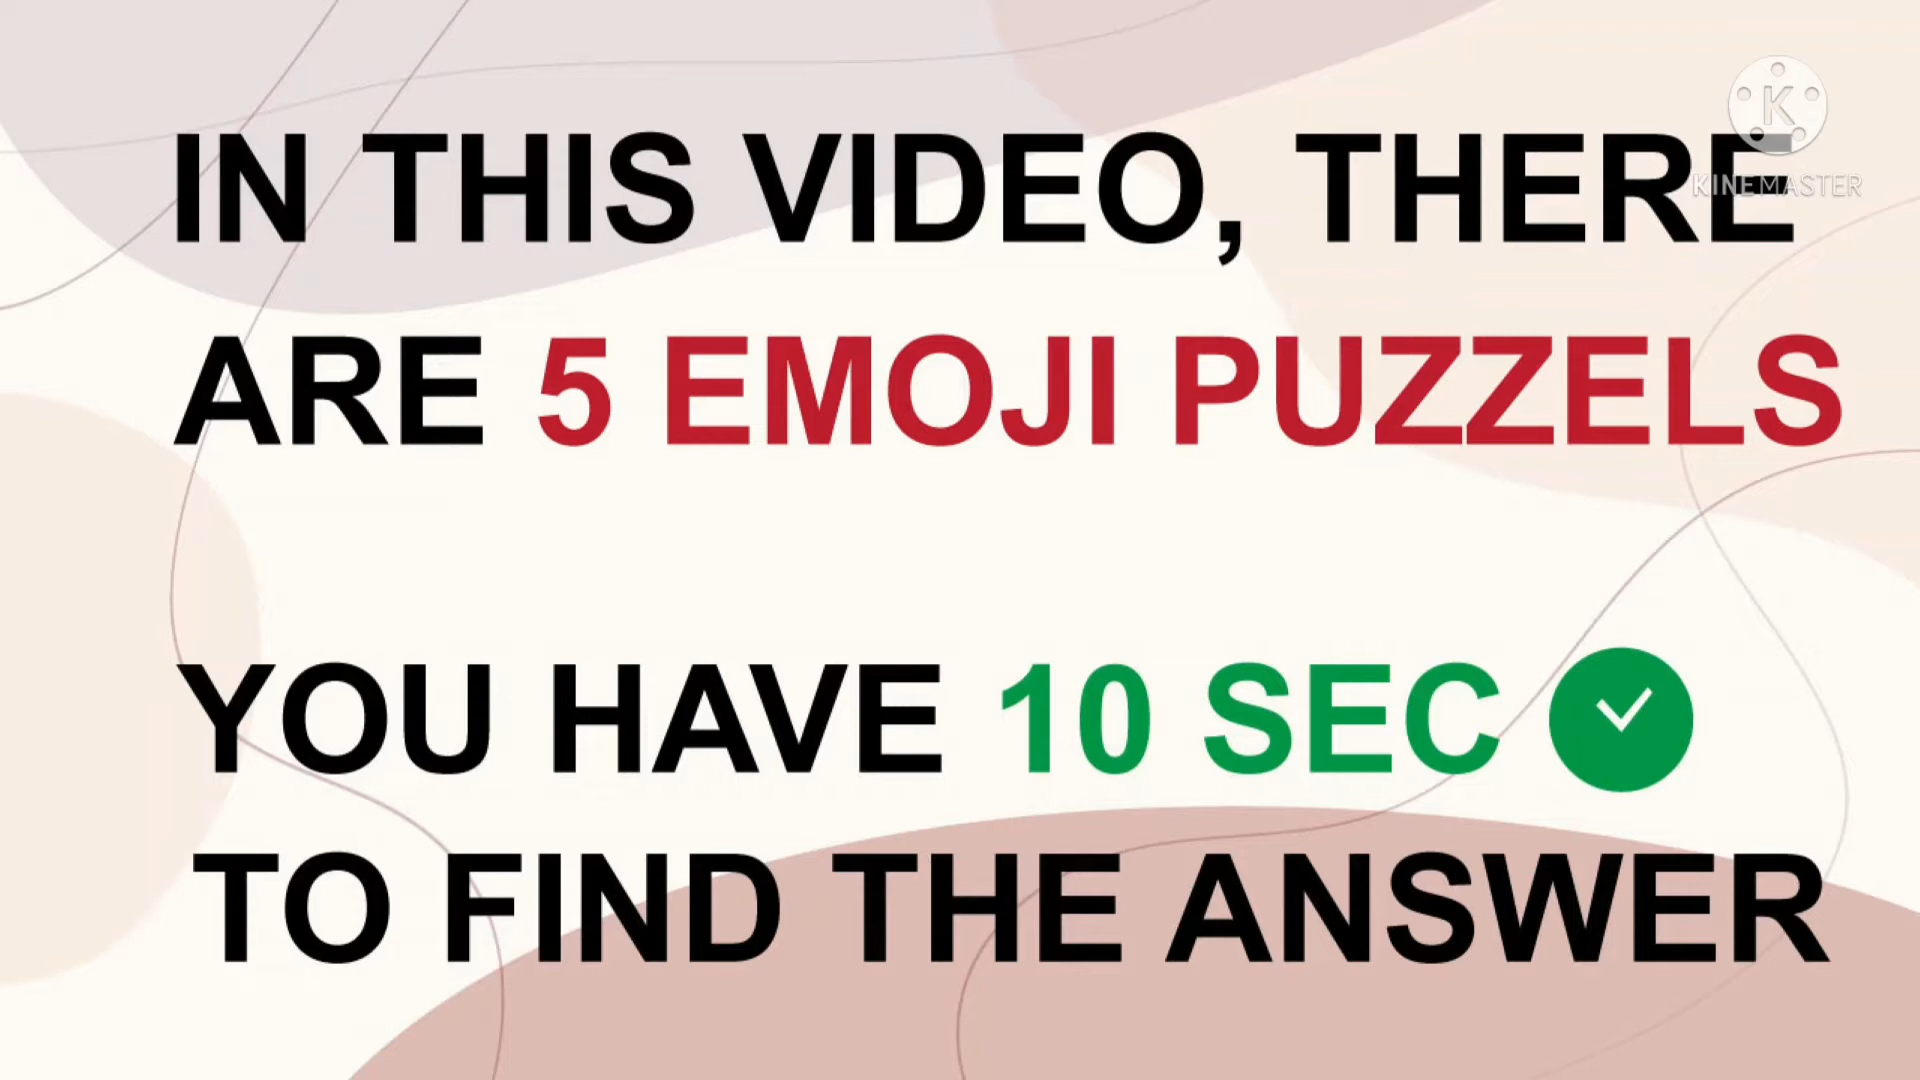 IN THIS VIDEO, THERE
KINEMASTER
ARE 5 EMOJI PUZZELS
YOU HAVE 10 SEC
TO FIND THE ANSWER